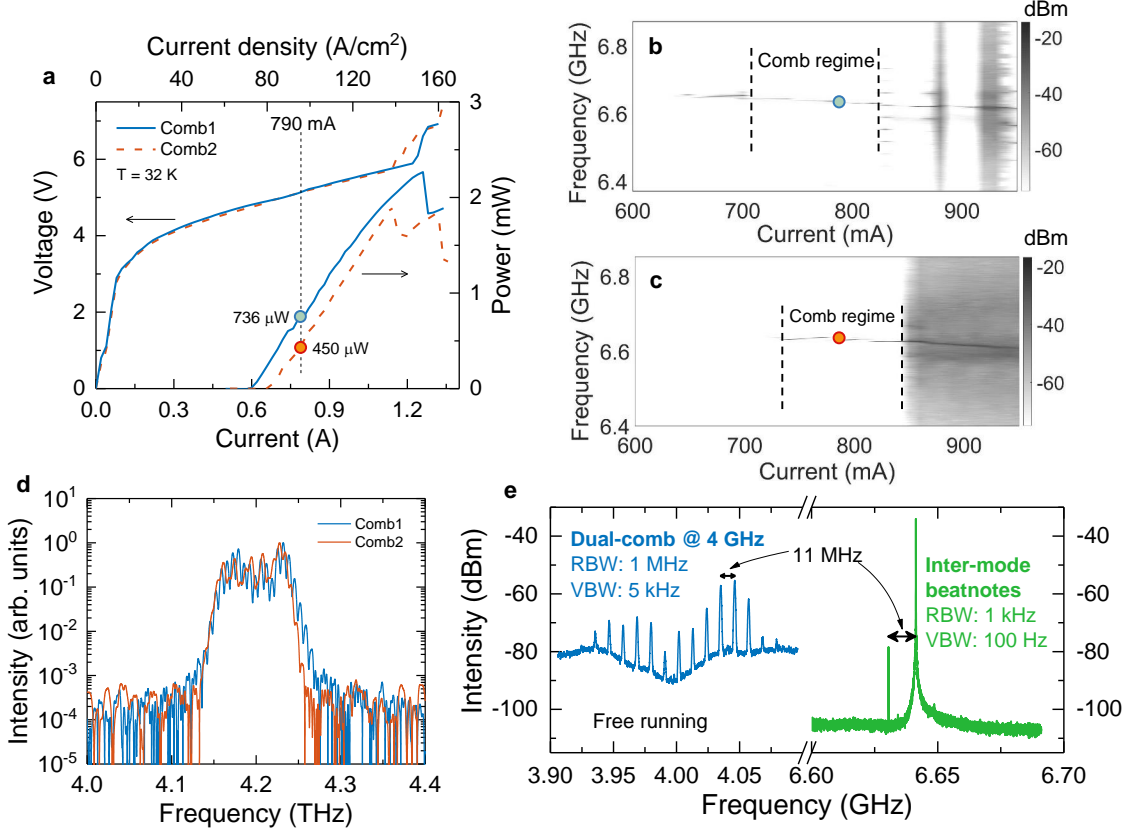 Current density (A/cm²)
0 40 80 120 160
a
790 mA
Comb1
Comb2
T = 32 K
736 µW
450 µW
Voltage (V)
0 2 4 6
Power (mW)
0 1 2 3
0.0 0.3 0.6 0.9 1.2
Current (A)
b
Comb regime
dBm
-20
-40
-60
Frequency (GHz)
6.8
6.6
6.4
600 700 800 900
Current (mA)
c
Comb regime
dBm
-20
-40
-60
Frequency (GHz)
6.8
6.6
6.4
600 700 800 900
Current (mA)
d
Comb1
Comb2
Intensity (arb. units)
10¹
10⁰
10⁻¹
10⁻²
10⁻³
10⁻⁴
10⁻⁵
4.0 4.1 4.2 4.3 4.4
Frequency (THz)
e
Dual-comb @ 4 GHz
RBW: 1 MHz
VBW: 5 kHz
11 MHz
Inter-mode
beatnotes
RBW: 1 kHz
VBW: 100 Hz
Free running
Intensity (dBm)
-40
-60
-80
-100
-40
-60
-80
-100
3.90 3.95 4.00 4.05 6.60 6.65 6.70
Frequency (GHz)